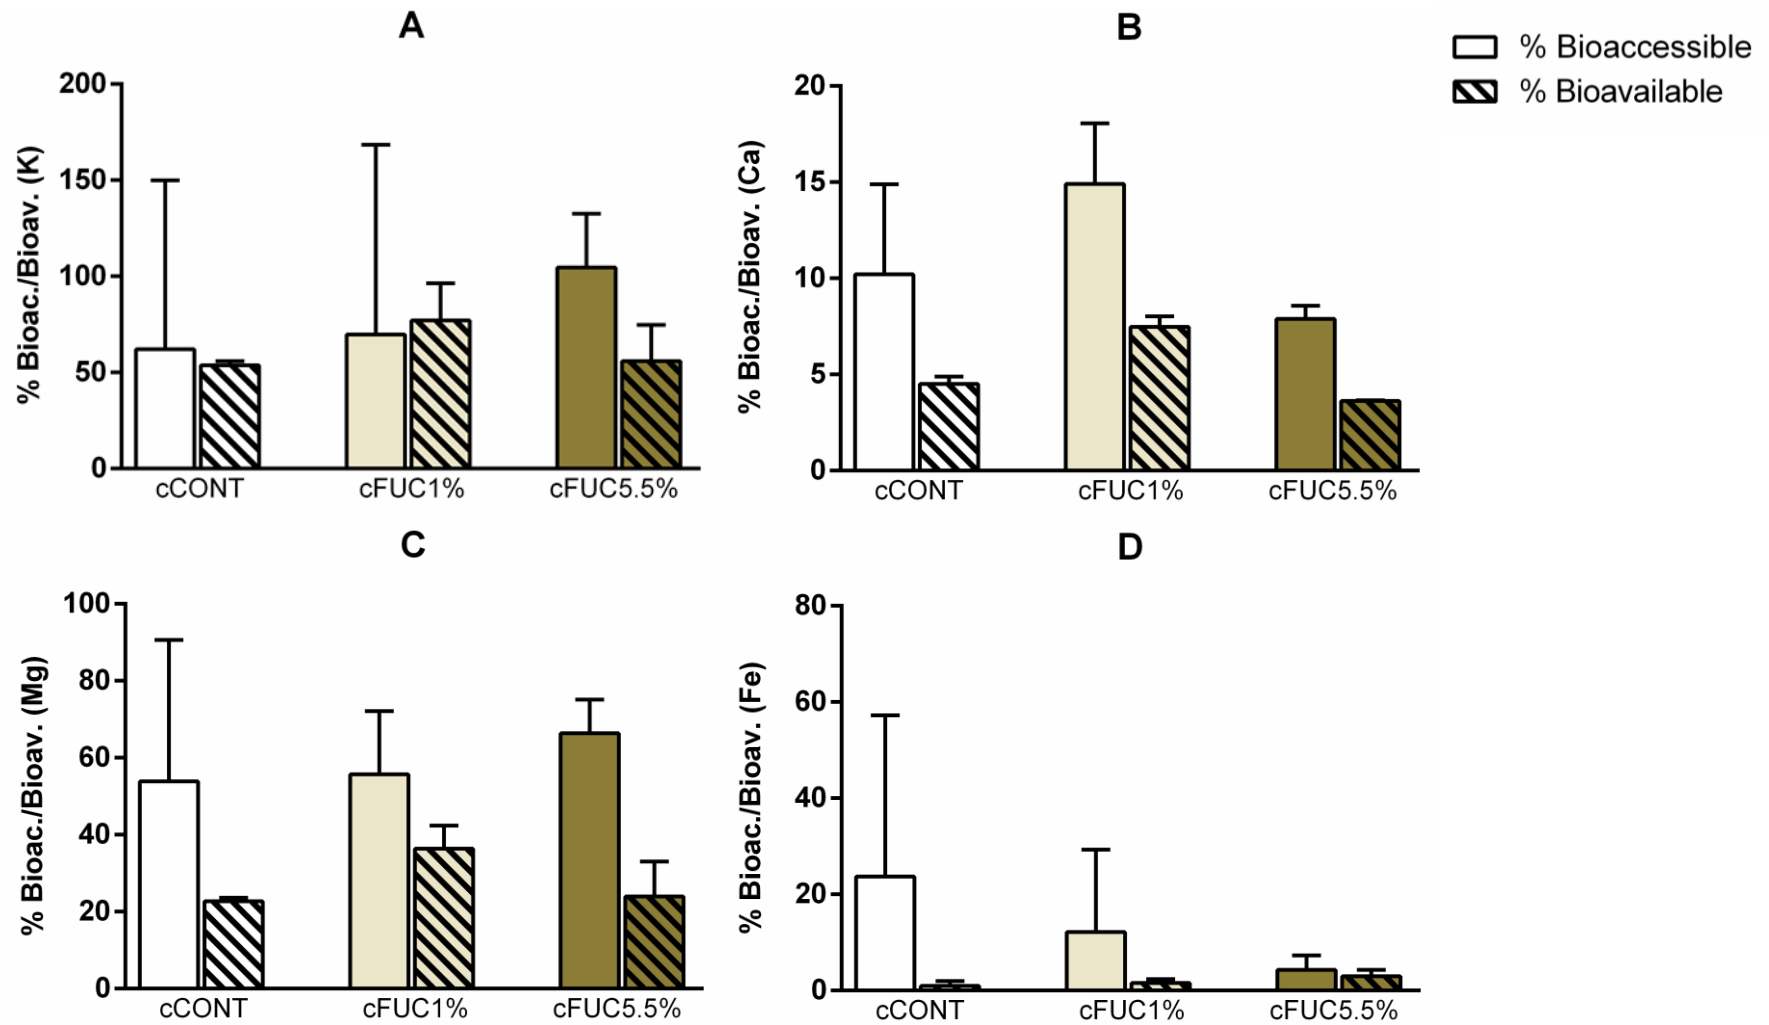 A
200
150
100
50
0
% Bioac./Bioav. (K)
cCONT
cFUC1%
cFUC5.5%
B
20
15
10
5
0
% Bioac./Bioav. (Ca)
cCONT
cFUC1%
cFUC5.5%
% Bioaccessible
% Bioavailable
C
100
80
60
40
20
0
% Bioac./Bioav. (Mg)
cCONT
cFUC1%
cFUC5.5%
D
80
60
40
20
0
% Bioac./Bioav. (Fe)
cCONT
cFUC1%
cFUC5.5%